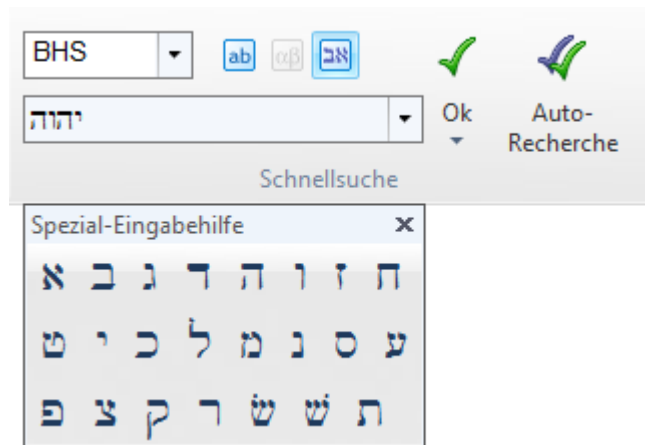 BHS ab αβ אב
יהוה
Ok Auto-Recherche
Schnellsuche
Spezial-Eingabehilfe
א ב ג ד ה ו ז ח
ט י כ ל מ נ ס ע
פ צ ק ר שׂ שׁ ת